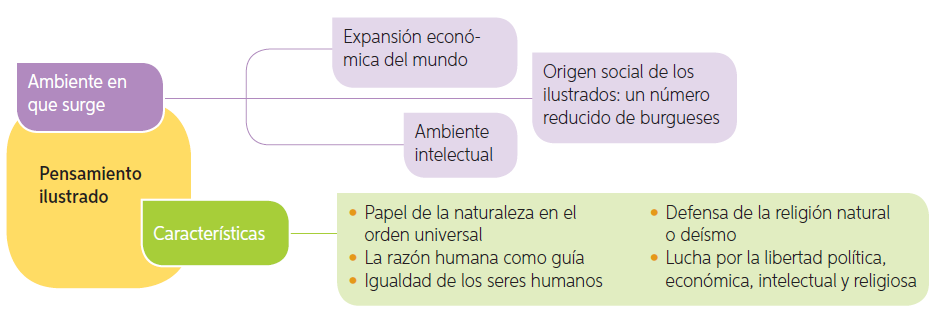 Pensamiento
ilustrado
Ambiente en
que surge
Expansión econó-
mica del mundo
Origen social de los
ilustrados: un número
reducido de burgueses
Ambiente
intelectual
Características
• Papel de la naturaleza en el
orden universal
• La razón humana como guía
• Igualdad de los seres humanos
• Defensa de la religión natural
o deísmo
• Lucha por la libertad política,
económica, intelectual y religiosa